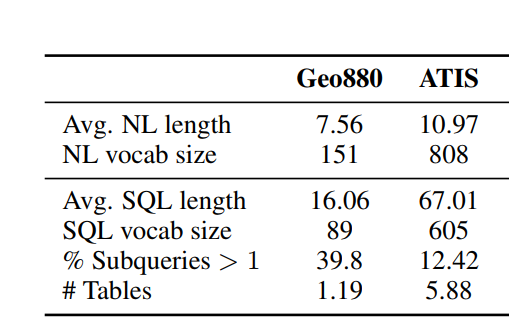 Geo880 ATIS
Avg. NL length 7.56 10.97
NL vocab size 151 808
Avg. SQL length 16.06 67.01
SQL vocab size 89 605
% Subqueries > 1 39.8 12.42
# Tables 1.19 5.88